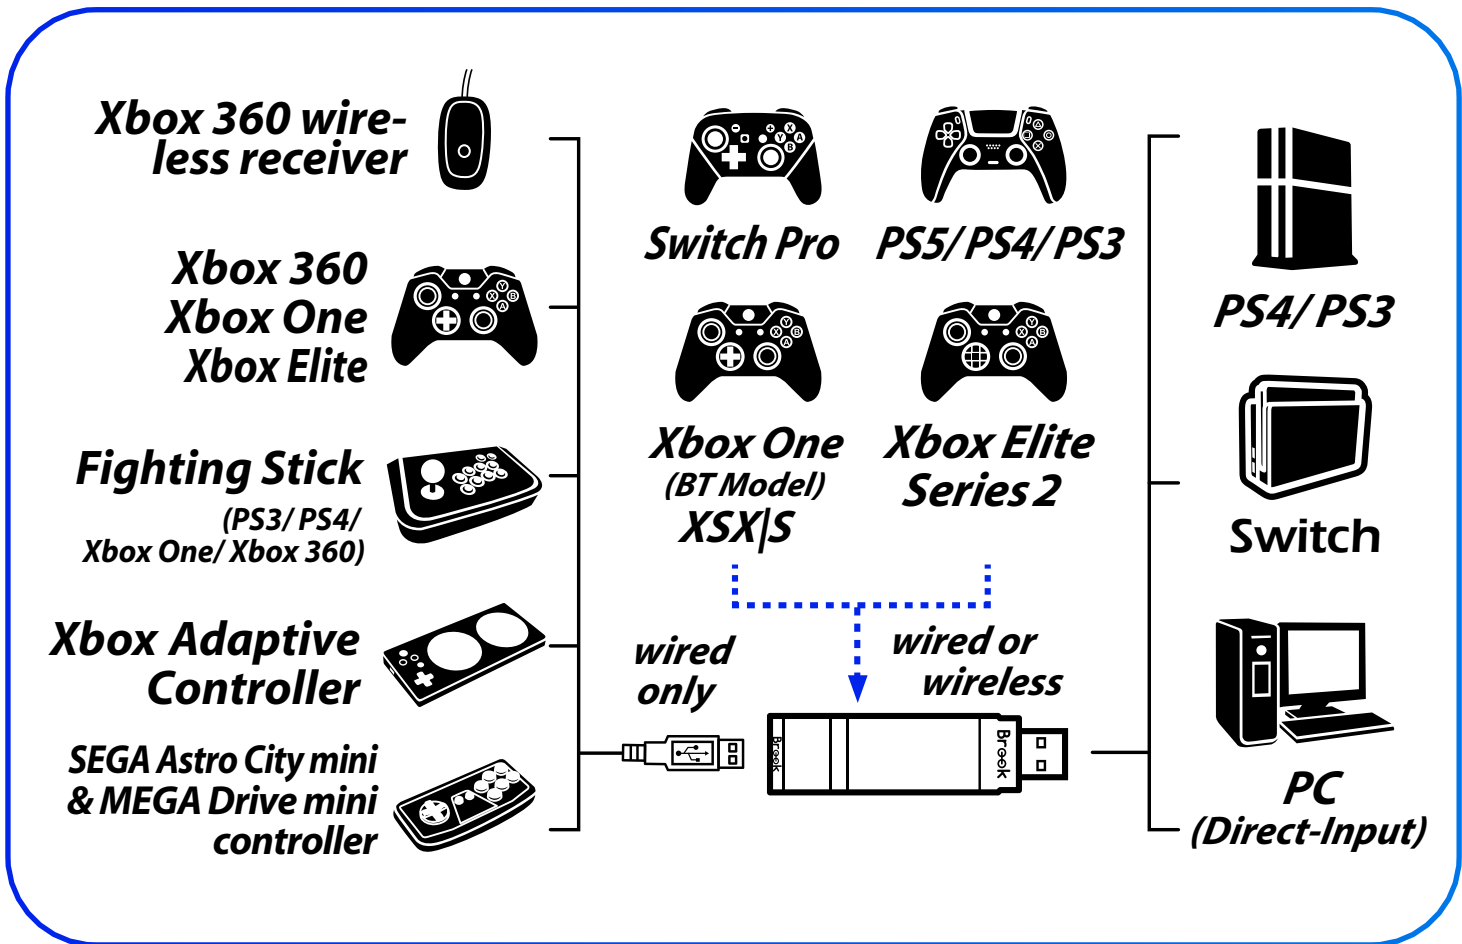 Xbox 360 wire-
less receiver
Xbox 360
Xbox One
Xbox Elite
Fighting Stick
(PS3/ PS4/
Xbox One/ Xbox 360)
Xbox Adaptive
Controller
SEGA Astro City mini
& MEGA Drive mini
controller
Switch Pro
PS5/ PS4/ PS3
Xbox One
(BT Model)
XSX|S
Xbox Elite
Series 2
wired
only
wired or
wireless
Brook
Brook
PS4/ PS3
Switch
PC
(Direct-Input)